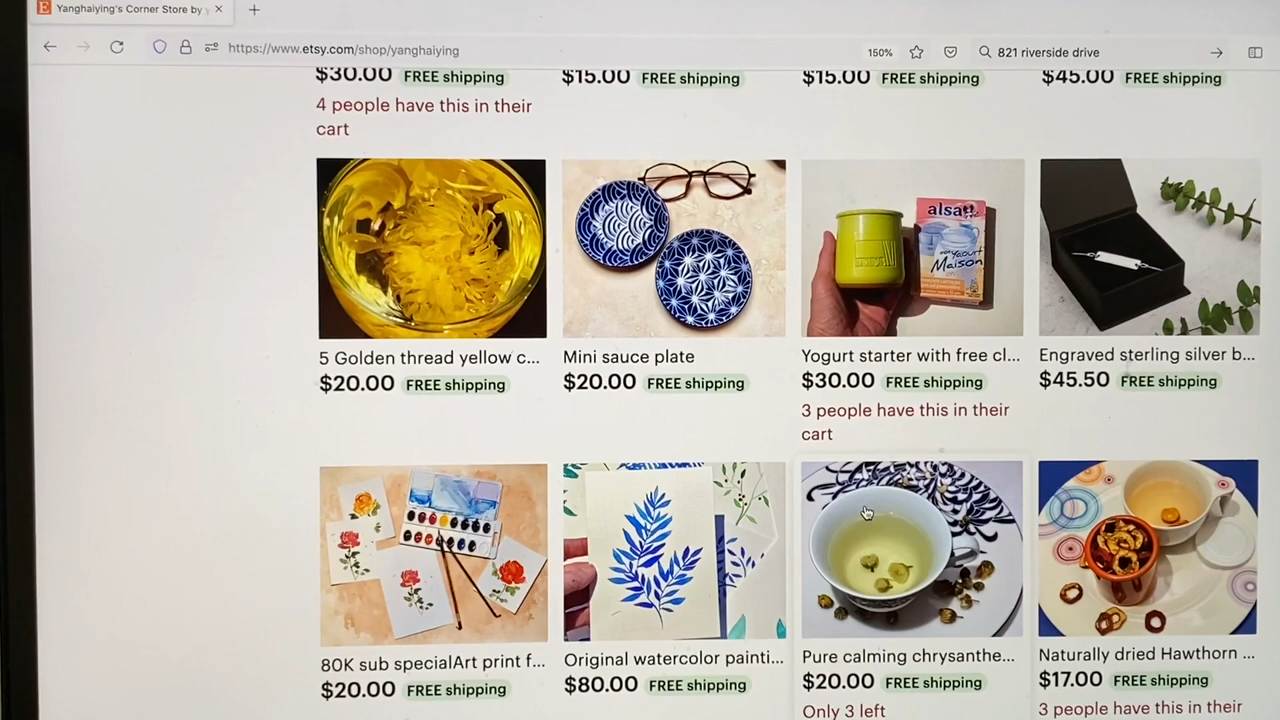 Yanghaiying's Corner Store by
https://www.etsy.com/shop/yanghaiying
150%
821 riverside drive
$30.00 FREE shipping
$15.00 FREE shipping
$15.00 FREE shipping
$45.00 FREE shipping
4 people have this in their
cart
alsa
Yaourt
Maison
5 Golden thread yellow c...
$20.00 FREE shipping
Mini sauce plate
$20.00 FREE shipping
Yogurt starter with free cl...
$30.00 FREE shipping
3 people have this in their
cart
Engraved sterling silver b...
$45.50 FREE shipping
80K sub specialArt print f...
$20.00 FREE shipping
Original watercolor painti...
$80.00 FREE shipping
Pure calming chrysanthe...
$20.00 FREE shipping
Only 3 left
Naturally dried Hawthorn ...
$17.00 FREE shipping
3 people have this in their